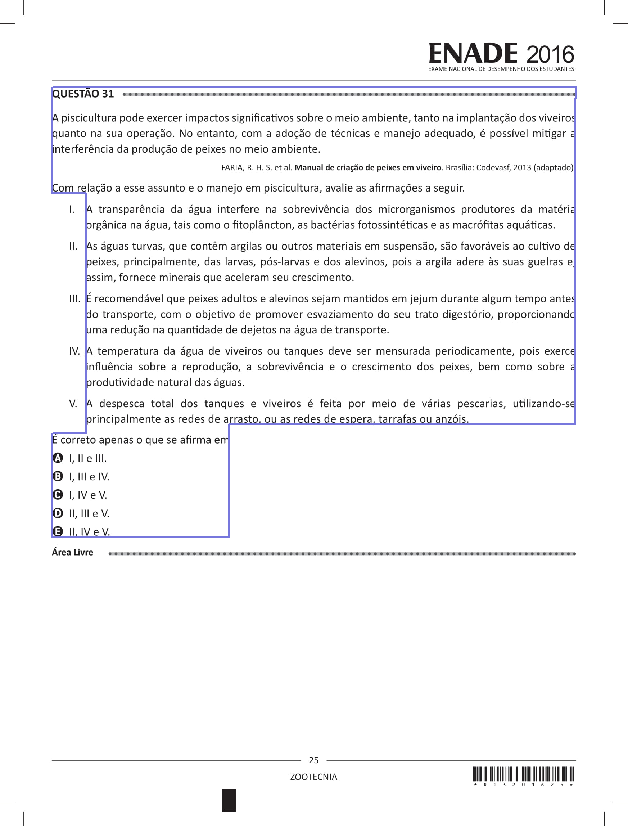 ENADE 2016
EXAME NACIONAL DE DESEMPENHO DOS ESTUDANTES
QUESTÃO 31
A piscicultura pode exercer impactos significativos sobre o meio ambiente, tanto na implantação dos viveiros
quanto na sua operação. No entanto, com a adoção de técnicas e manejo adequado, é possível mitigar a
interferência da produção de peixes no meio ambiente.
FARIA, R. H. S. et al. Manual de criação de peixes em viveiro. Brasília: Codevasf, 2013 (adaptado).
Com relação a esse assunto e o manejo em piscicultura, avalie as afirmações a seguir.
I. A transparência da água interfere na sobrevivência dos microrganismos produtores da matéria
orgânica na água, tais como o fitoplâncton, as bactérias fotossintéticas e as macrófitas aquáticas.
II. As águas turvas, que contêm argilas ou outros materiais em suspensão, são favoráveis ao cultivo de
peixes, principalmente, das larvas, pós-larvas e dos alevinos, pois a argila adere às suas guelras e,
assim, fornece minerais que aceleram seu crescimento.
III. É recomendável que peixes adultos e alevinos sejam mantidos em jejum durante algum tempo antes
do transporte, com o objetivo de promover esvaziamento do seu trato digestório, proporcionando
uma redução na quantidade de dejetos na água de transporte.
IV. A temperatura da água de viveiros ou tanques deve ser mensurada periodicamente, pois exerce
influência sobre a reprodução, a sobrevivência e o crescimento dos peixes, bem como sobre a
produtividade natural das águas.
V. A despesca total dos tanques e viveiros é feita por meio de várias pescarias, utilizando-se
principalmente as redes de arrasto, ou as redes de espera, tarrafas ou anzóis.
É correto apenas o que se afirma em
A I, II e III.
B I, III e IV.
C I, IV e V.
D II, III e V.
E II, IV e V.
Área Livre
25
ZOOTECNIA